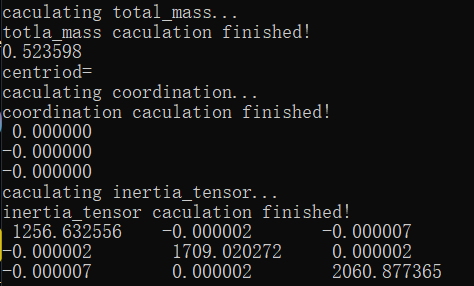 caculating total_mass...
totla_mass caculation finished!
0.523598
centriod=
caculating coordination...
coordination caculation finished!
0.000000
-0.000000
-0.000000
caculating inertia_tensor...
inertia_tensor caculation finished!
1256.632556 -0.000002 -0.000007
-0.000002 1709.020272 0.000002
-0.000007 0.000002 2060.877365